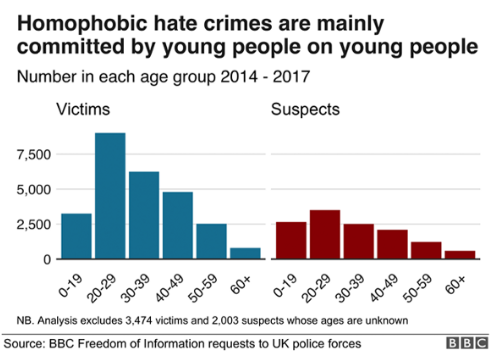 Homophobic hate crimes are mainly
committed by young people on young people
Number in each age group 2014 - 2017
Victims
Suspects
7,500
5,000
2,500
0
0-19
20-29
30-39
40-49
50-59
60+
0-19
20-29
30-39
40-49
50-59
60+
NB. Analysis excludes 3,474 victims and 2,003 suspects whose ages are unknown
Source: BBC Freedom of Information requests to UK police forces
BBC